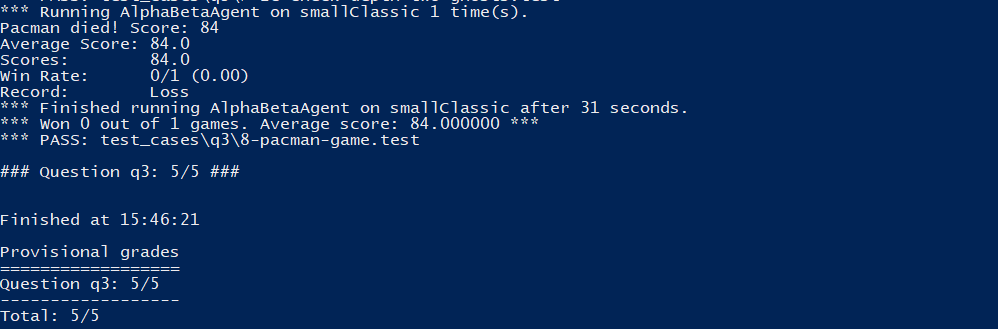 *** Running AlphaBetaAgent on smallClassic 1 time(s).
Pacman died! Score: 84
Average Score: 84.0
Scores:        84.0
Win Rate:      0/1 (0.00)
Record:        Loss
*** Finished running AlphaBetaAgent on smallClassic after 31 seconds.
*** Won 0 out of 1 games. Average score: 84.000000 ***
*** PASS: test_cases\q3\8-pacman-game.test
### Question q3: 5/5 ###
Finished at 15:46:21
Provisional grades
==================
Question q3: 5/5
------------------
Total: 5/5